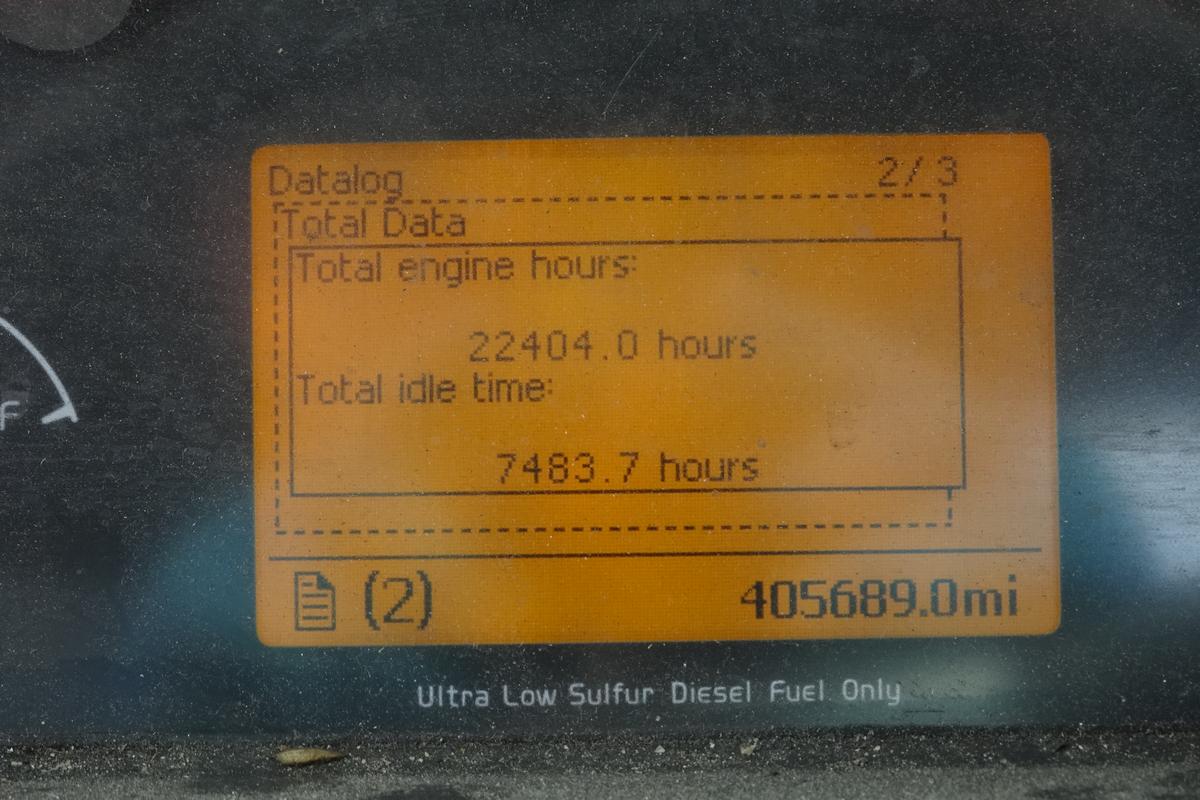 Datalog 2/3
Total Data
Total engine hours:
22404.0 hours
Total idle time:
7483.7 hours
F
(2) 405689.0mi
Ultra Low Sulfur Diesel Fuel Only